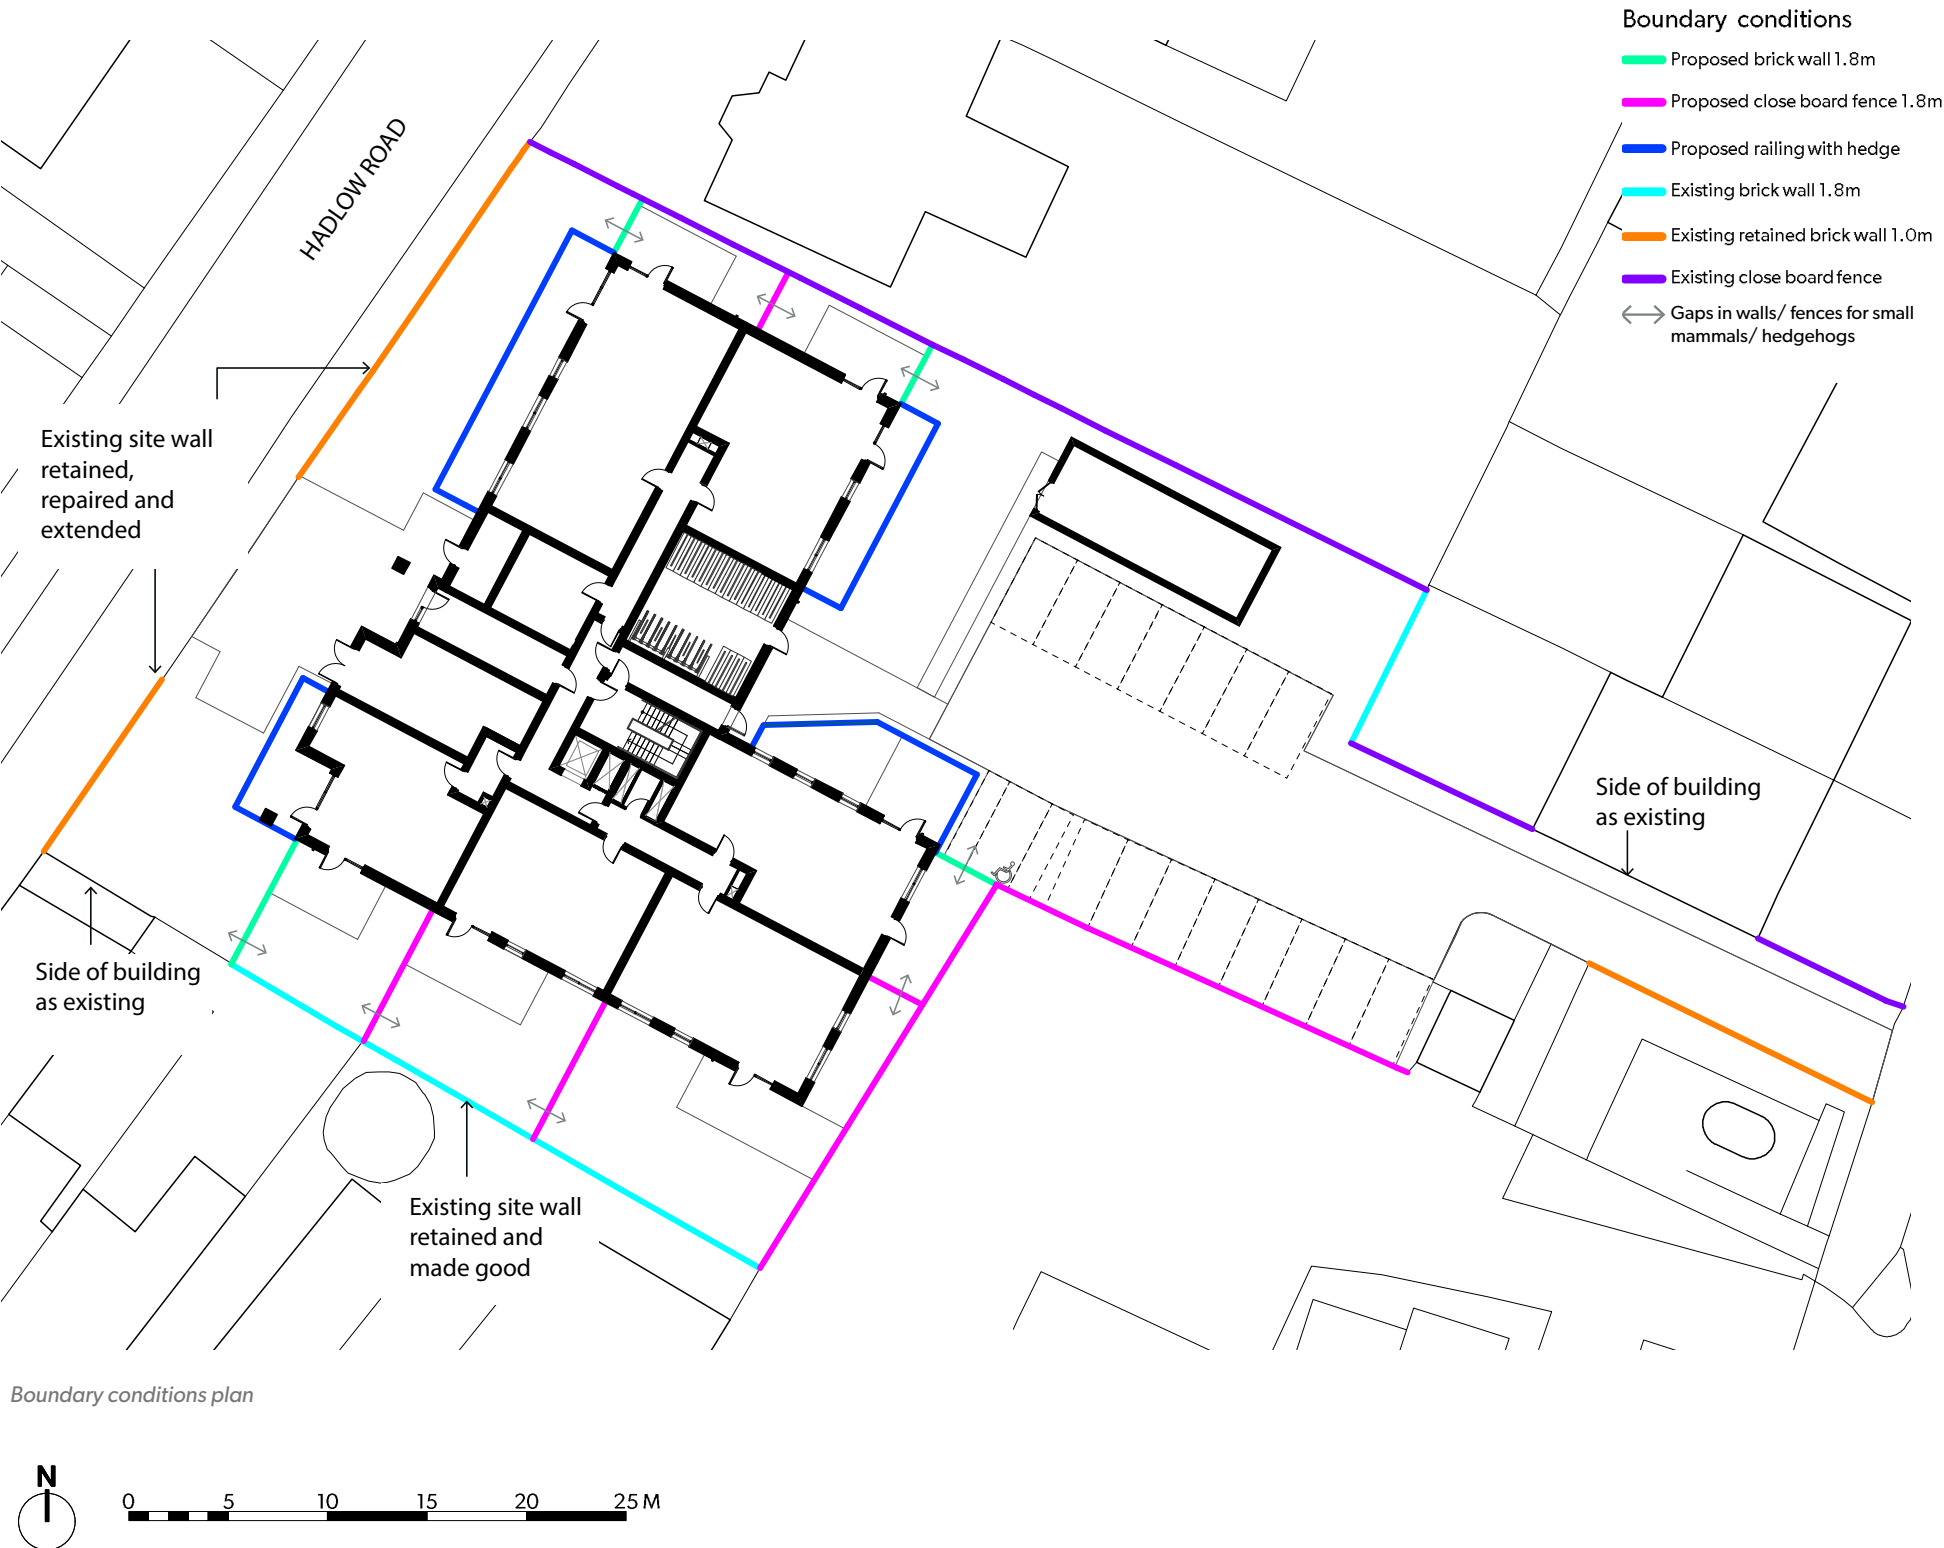 Boundary conditions
Proposed brick wall 1.8m
Proposed close board fence 1.8m
Proposed railing with hedge
Existing brick wall 1.8m
Existing retained brick wall 1.0m
Existing close board fence
Gaps in walls/ fences for small
mammals/ hedgehogs
HADLOW ROAD
Existing site wall
retained,
repaired and
extended
Side of building
as existing
Side of building
as existing
Existing site wall
retained and
made good
Boundary conditions plan
N
0 5 10 15 20 25 M